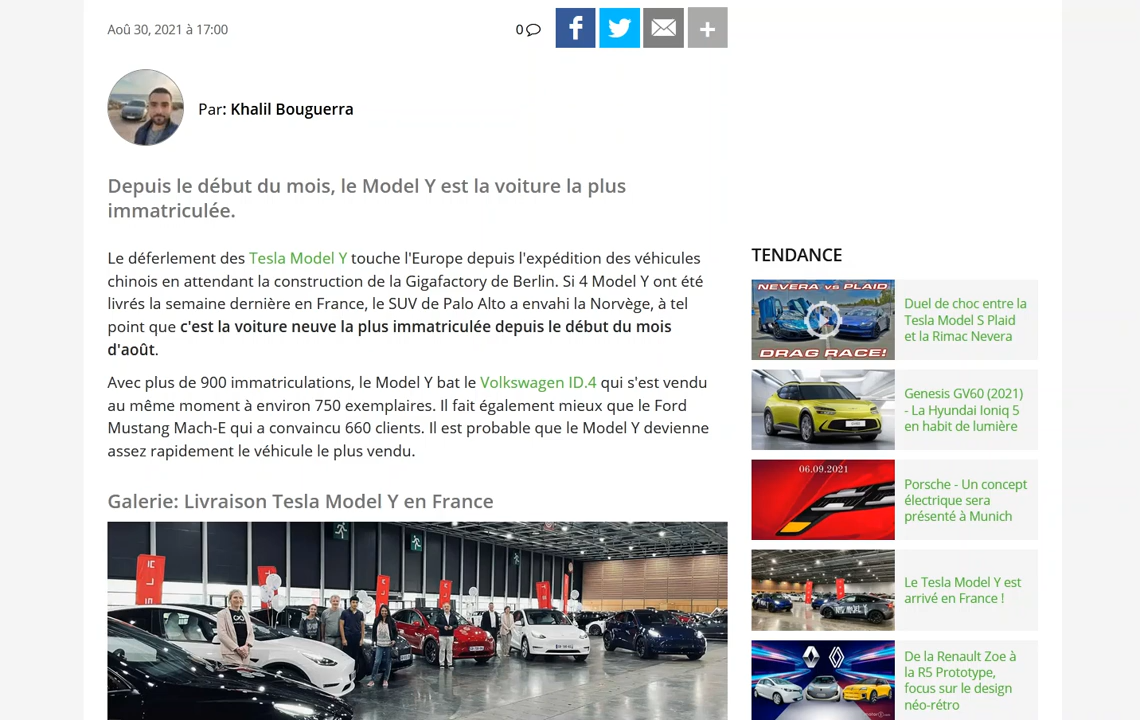 Aoû 30, 2021 à 17:00
0
Par: Khalil Bouguerra
Depuis le début du mois, le Model Y est la voiture la plus
immatriculée.
Le déferlement des Tesla Model Y touche l'Europe depuis l'expédition des véhicules
chinois en attendant la construction de la Gigafactory de Berlin. Si 4 Model Y ont été
livrés la semaine dernière en France, le SUV de Palo Alto a envahi la Norvège, à tel
point que c'est la voiture neuve la plus immatriculée depuis le début du mois
d'août.
Avec plus de 900 immatriculations, le Model Y bat le Volkswagen ID.4 qui s'est vendu
au même moment à environ 750 exemplaires. Il fait également mieux que le Ford
Mustang Mach-E qui a convaincu 660 clients. Il est probable que le Model Y devienne
assez rapidement le véhicule le plus vendu.
Galerie: Livraison Tesla Model Y en France
TENDANCE
NEVERA vs PLAID
DRAG RACE!
Duel de choc entre la
Tesla Model S Plaid
et la Rimac Nevera
Genesis GV60 (2021)
- La Hyundai Ioniq 5
en habit de lumière
06.09.2021
Porsche - Un concept
électrique sera
présenté à Munich
Le Tesla Model Y est
arrivé en France !
De la Renault Zoe à
la R5 Prototype,
focus sur le design
néo-rétro